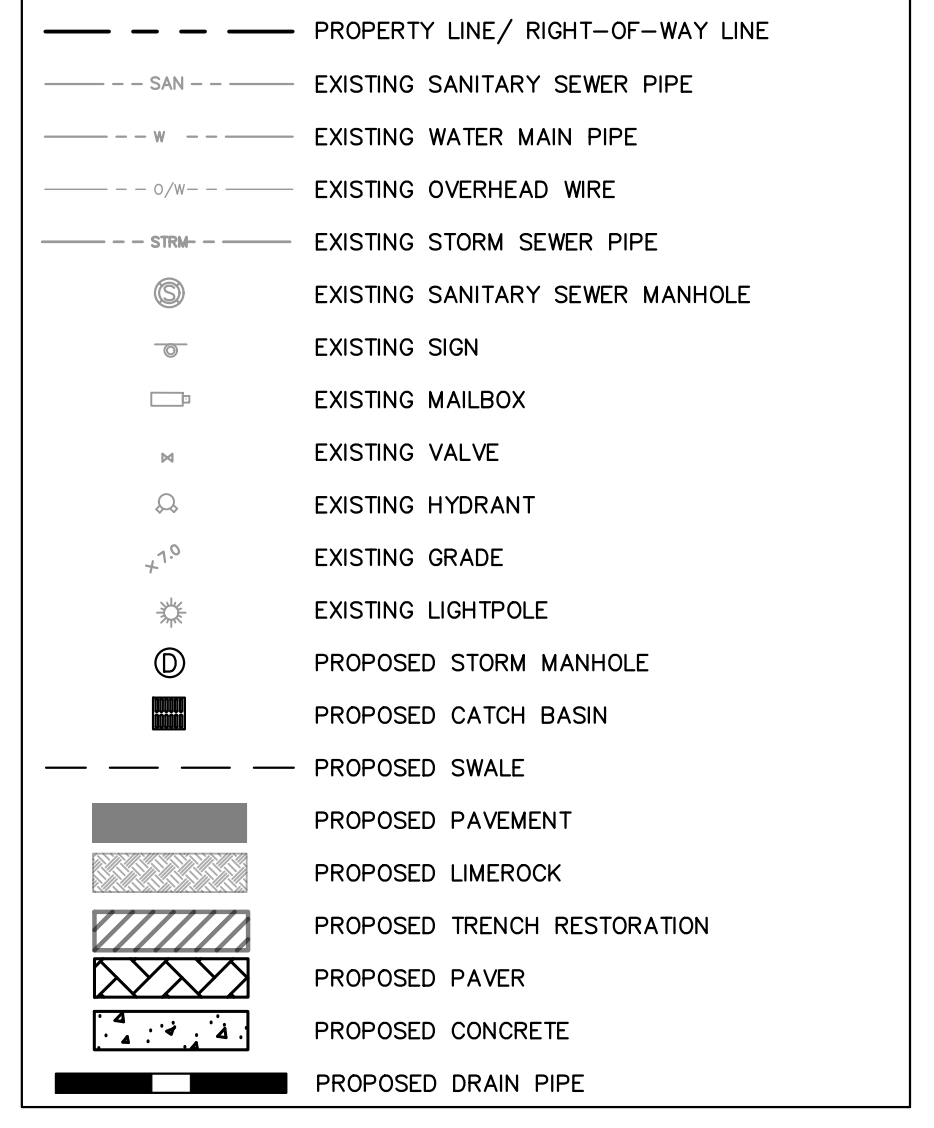 PROPERTY LINE/ RIGHT-OF-WAY LINE
SAN EXISTING SANITARY SEWER PIPE
W EXISTING WATER MAIN PIPE
O/W EXISTING OVERHEAD WIRE
STRM EXISTING STORM SEWER PIPE
S EXISTING SANITARY SEWER MANHOLE
EXISTING SIGN
EXISTING MAILBOX
EXISTING VALVE
EXISTING HYDRANT
x7.0 EXISTING GRADE
EXISTING LIGHTPOLE
D PROPOSED STORM MANHOLE
PROPOSED CATCH BASIN
PROPOSED SWALE
PROPOSED PAVEMENT
PROPOSED LIMEROCK
PROPOSED TRENCH RESTORATION
PROPOSED PAVER
PROPOSED CONCRETE
PROPOSED DRAIN PIPE